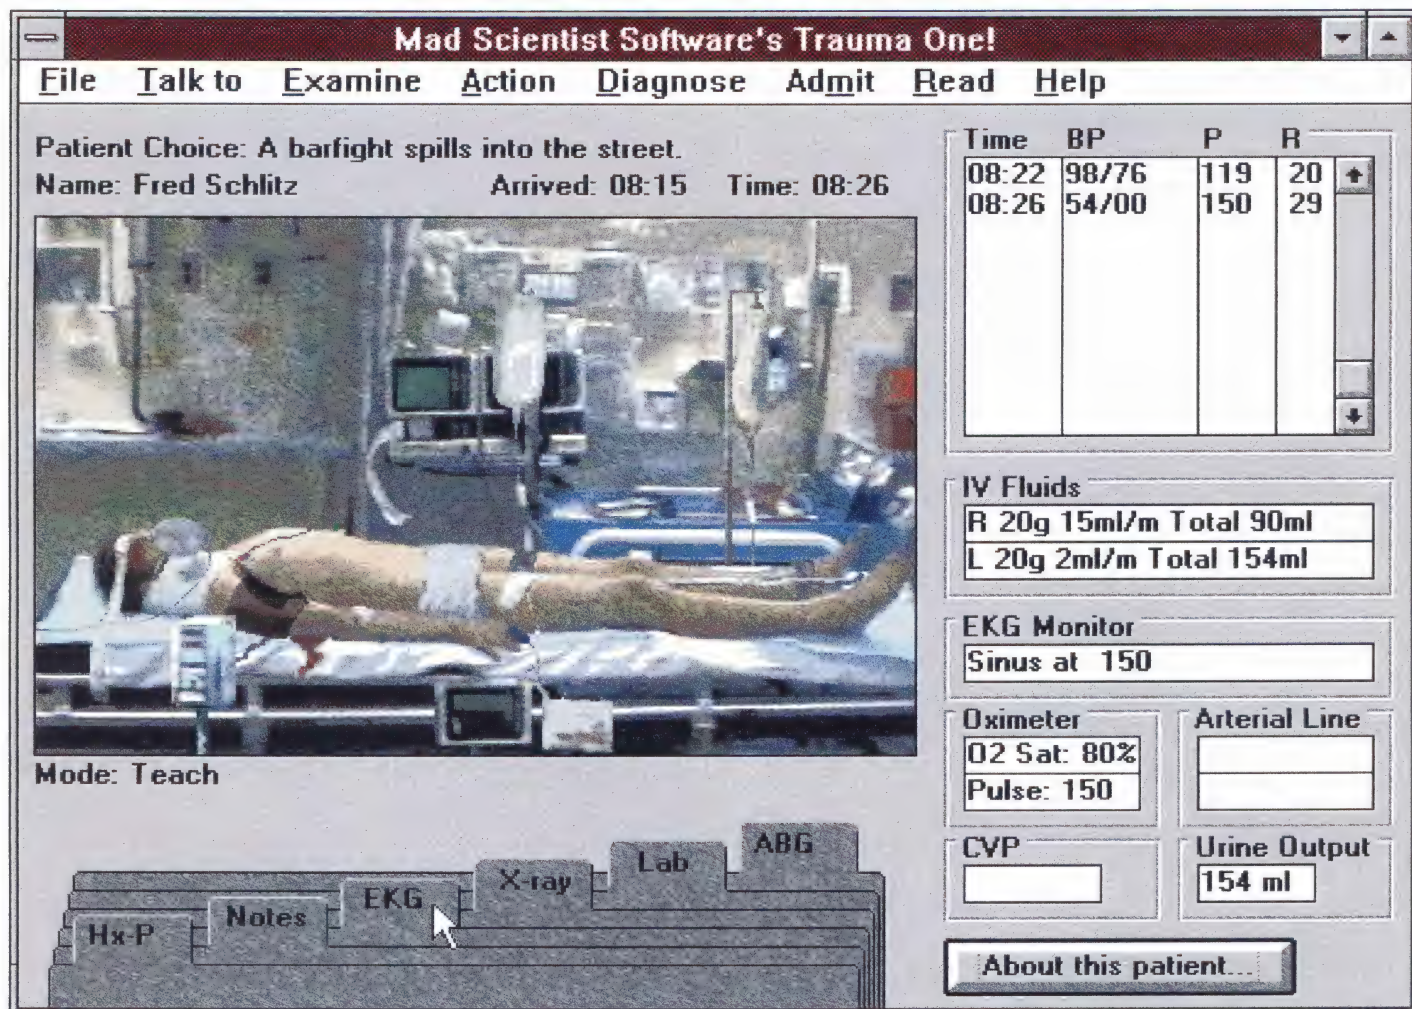 Mad Scientist Software's Trauma One!
File Talk to Examine Action Diagnose Admit Read Help
Patient Choice: A barfight spills into the street.
Name: Fred Schlitz Arrived: 08:15 Time: 08:26
Time BP P R
08:22 98/76 119 20
08:26 54/00 150 29
IV Fluids
R 20g 15ml/m Total 90ml
L 20g 2ml/m Total 154ml
EKG Monitor
Sinus at 150
Oximeter
O2 Sat: 80%
Pulse: 150
Arterial Line
CVP
Urine Output
154 ml
About this patient...
Mode: Teach
Hx-P
Notes
EKG
X-ray
Lab
ABG